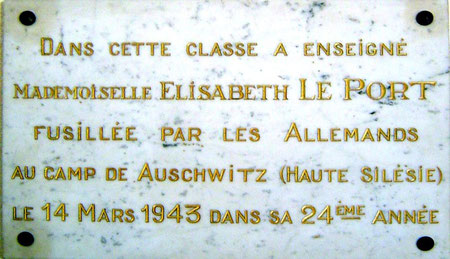 DANS CETTE CLASSE A ENSEIGNÉ
MADEMOISELLE ELISABETH LE PORT
FUSILLÉE PAR LES ALLEMANDS
AU CAMP DE AUSCHWITZ (HAUTE SILÉSIE)
LE 14 MARS 1943 DANS SA 24ÈME ANNÉE